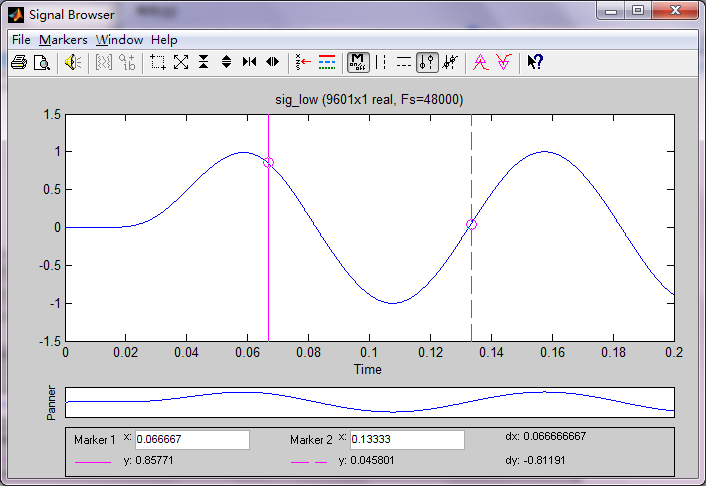 Signal Browser
File Markers Window Help
sig_low (9601x1 real, Fs=48000)
1.5
1
0.5
0
-0.5
-1
-1.5
0 0.02 0.04 0.06 0.08 0.1 0.12 0.14 0.16 0.18 0.2
Time
Panner
Marker 1 x: 0.066667 Marker 2 x: 0.13333 dx: 0.066666667
y: 0.85771 y: 0.045801 dy: -0.81191